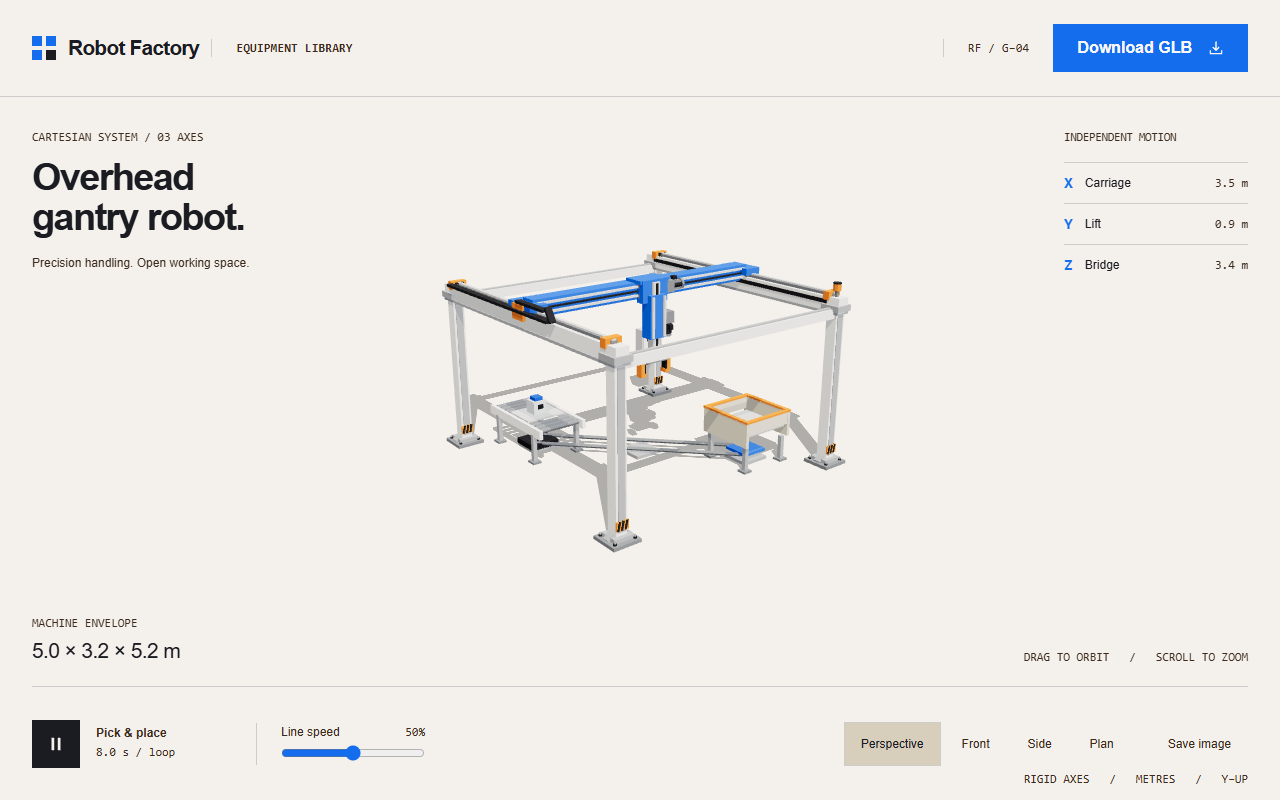 Robot Factory
EQUIPMENT LIBRARY
RF / G-04
Download GLB
CARTESIAN SYSTEM / 03 AXES
Overhead
gantry robot.
Precision handling. Open working space.
INDEPENDENT MOTION
X Carriage 3.5 m
Y Lift 0.9 m
Z Bridge 3.4 m
MACHINE ENVELOPE
5.0 × 3.2 × 5.2 m
DRAG TO ORBIT / SCROLL TO ZOOM
Pick & place
8.0 s / loop
Line speed 50%
Perspective Front Side Plan Save image
RIGID AXES / METRES / Y-UP